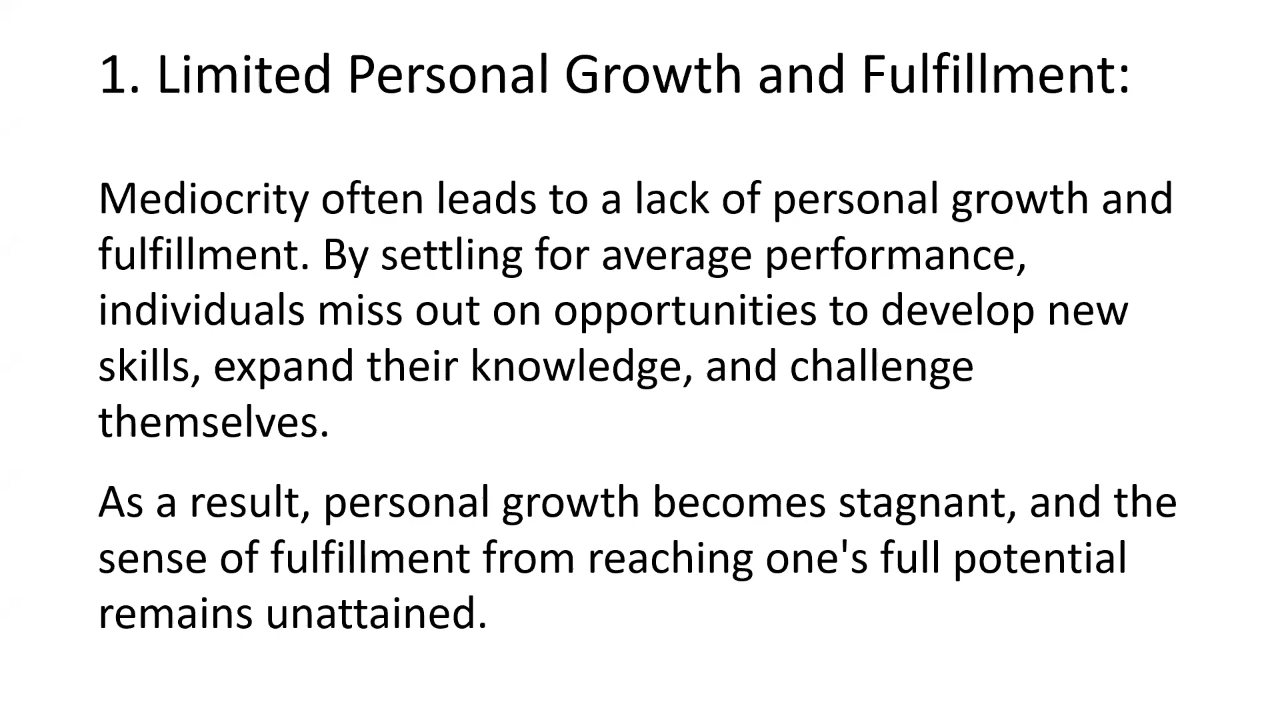 1. Limited Personal Growth and Fulfillment:
Mediocrity often leads to a lack of personal growth and
fulfillment. By settling for average performance,
individuals miss out on opportunities to develop new
skills, expand their knowledge, and challenge
themselves.
As a result, personal growth becomes stagnant, and the
sense of fulfillment from reaching one's full potential
remains unattained.